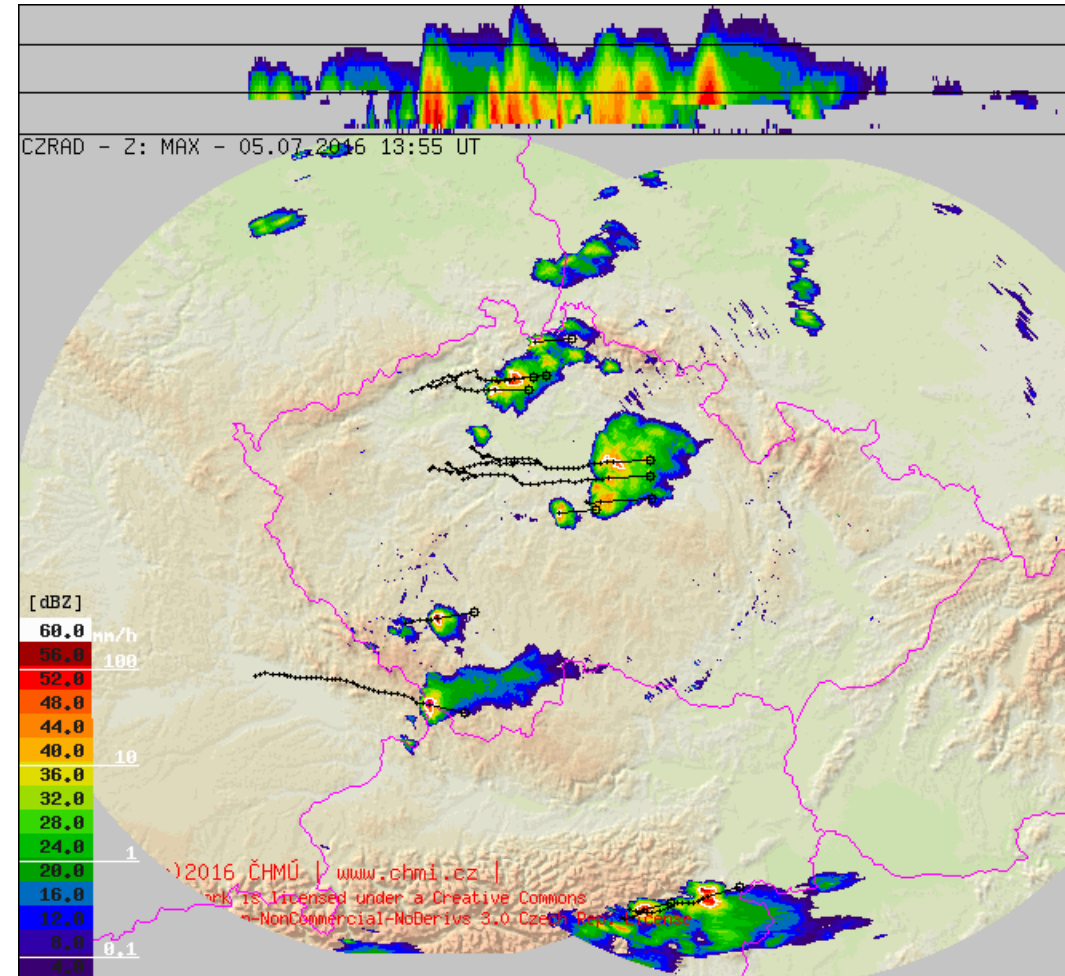 CZRAD - Z: MAX - 05.07.2016 13:55 UT
[dBZ]
60.0 mm/h
56.0 100
52.0
48.0
44.0
40.0 10
36.0
32.0
28.0
24.0 1
20.0
16.0
12.0
8.0 0.1
4.0
)2016 ČHMÚ | www.chmi.cz |
is licensed under a Creative Commons
-NonCommercial-NoDerivs 3.0 Czech License